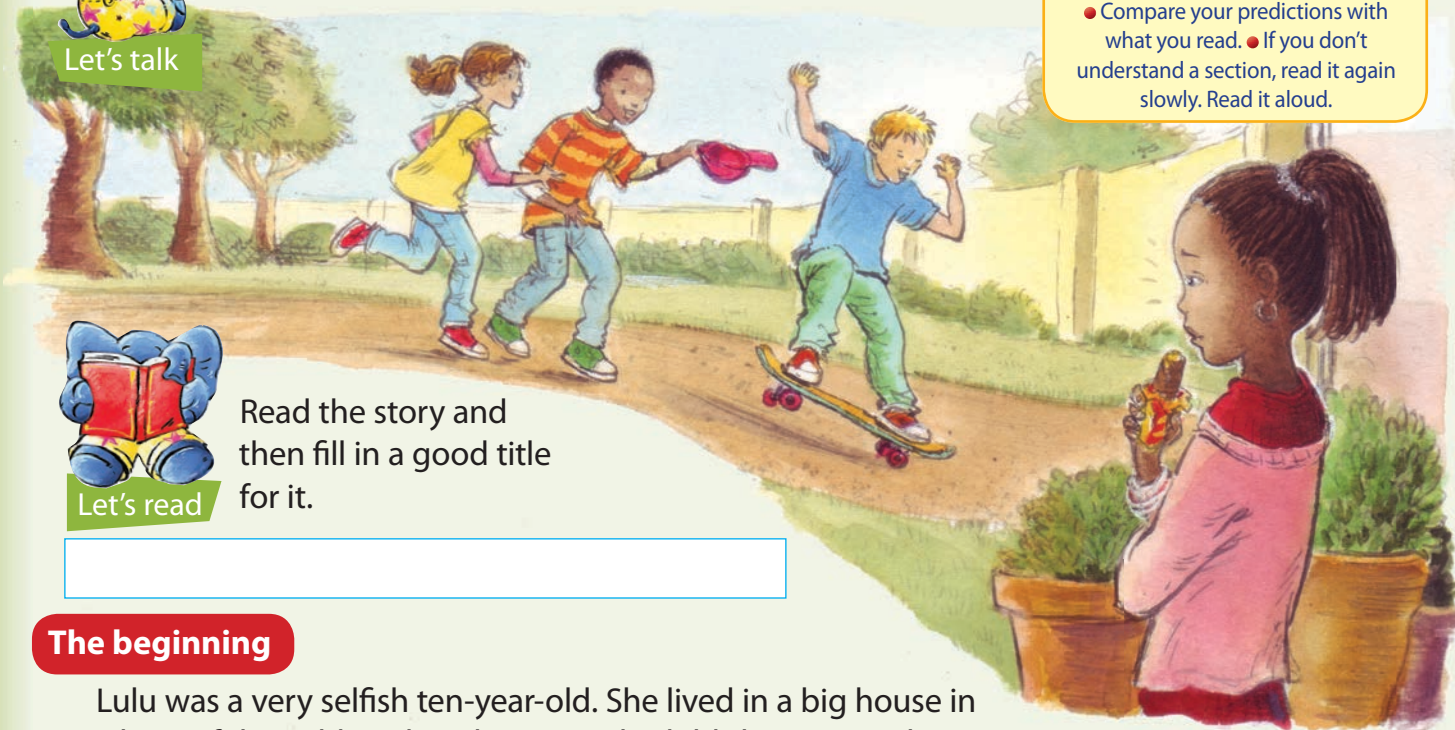 Let's talk
● Compare your predictions with
what you read. ● If you don't
understand a section, read it again
slowly. Read it aloud.
Let's read
Read the story and
then fill in a good title
for it.
The beginning
Lulu was a very selfish ten-year-old. She lived in a big house in